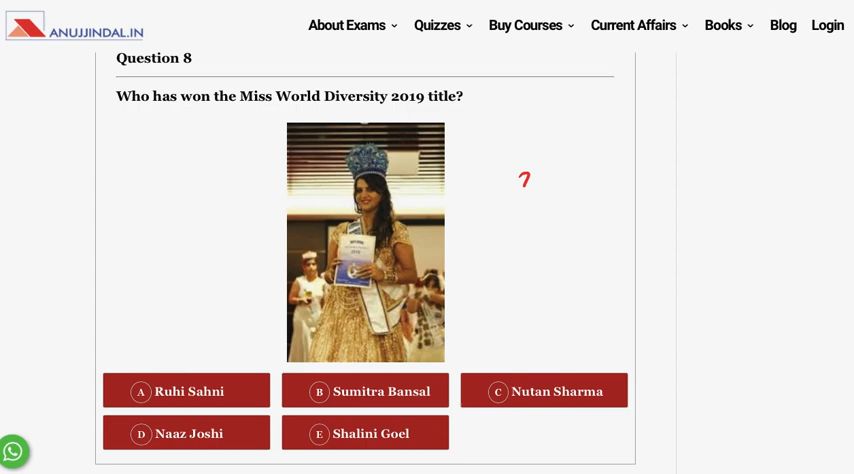 ANUJJINDAL.IN
About Exams Quizzes Buy Courses Current Affairs Books Blog Login
Question 8
Who has won the Miss World Diversity 2019 title?
A Ruhi Sahni B Sumitra Bansal C Nutan Sharma
D Naaz Joshi E Shalini Goel